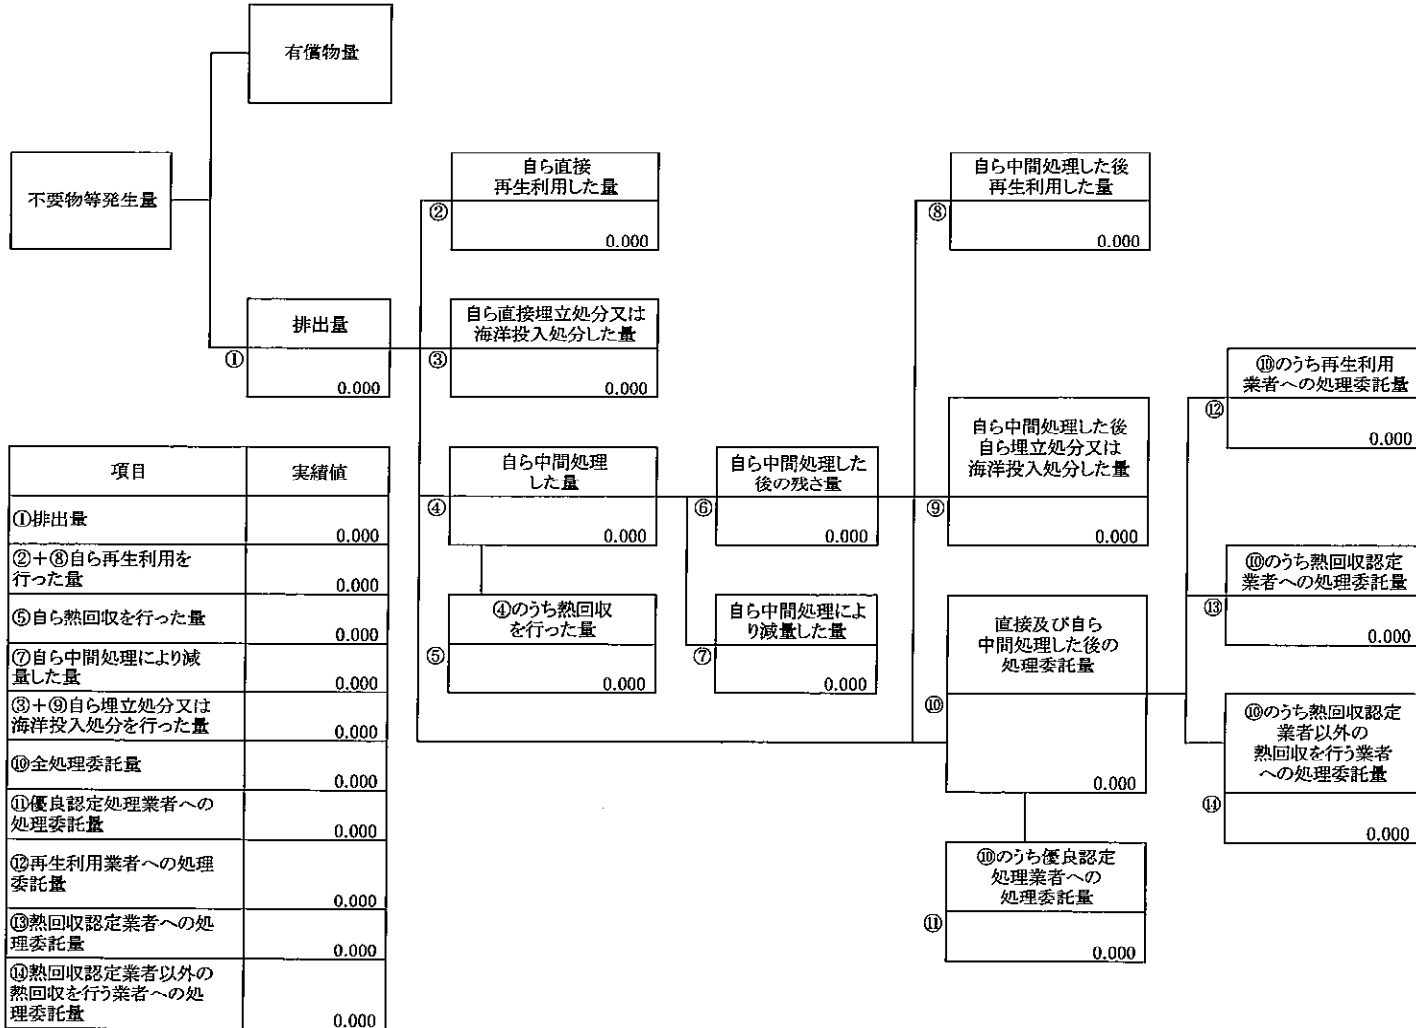 有償物量
不要物等発生量
自ら直接
再生利用した量
②
0.000
自ら中間処理した後
再生利用した量
⑧
0.000
排出量
①
0.000
自ら直接埋立処分又は
海洋投入処分した量
③
0.000
⑩のうち再生利用
業者への処理委託量
⑫
0.000
自ら中間処理
した量
④
0.000
自ら中間処理した
後の残さ量
⑥
0.000
自ら中間処理した後
自ら埋立処分又は
海洋投入処分した量
⑨
0.000
⑩のうち熱回収認定
業者への処理委託量
⑬
0.000
④のうち熱回収
を行った量
⑤
0.000
自ら中間処理によ
り減量した量
⑦
0.000
直接及び自ら
中間処理した後の
処理委託量
⑩
0.000
⑩のうち熱回収認定
業者以外の
熱回収を行う業者
への処理委託量
⑭
0.000
⑩のうち優良認定
処理業者への
処理委託量
⑪
0.000
項目 実績値
①排出量
0.000
②+⑧自ら再生利用を
行った量 0.000
⑤自ら熱回収を行った量
0.000
⑦自ら中間処理により減
量した量 0.000
③+⑨自ら埋立処分又は
海洋投入処分を行った量 0.000
⑩全処理委託量
0.000
⑪優良認定処理業者への
処理委託量 0.000
⑫再生利用業者への処理
委託量 0.000
⑬熱回収認定業者への処
理委託量 0.000
⑭熱回収認定業者以外の
熱回収を行う業者への処
理委託量 0.000